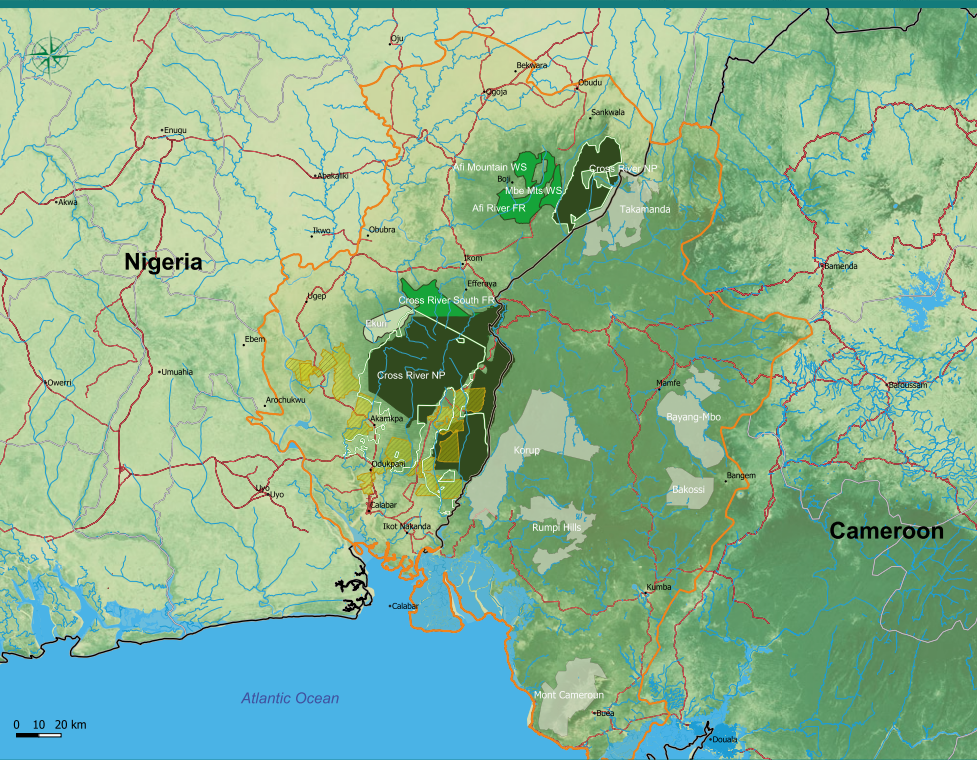 Oju
Bekwara
Obudu
Ogoja
Sankwala
Enugu
Cross River NP
Afi Mountain WS
Abakaliki
Boji
Mbe Mts WS
Akwa
Afi River FR
Takamanda
Ikwo
Obubra
Nigeria
Ikom
Bamenda
Efferaya
Ugep
Cross River South FR
Ekuri
Ebem
Umuahia
Cross River NP
Owerri
Mamfe
Bafoussam
Arochukwu
Akamkpa
Bayang-Mbo
Korup
Odukpani
Bangem
Uyo
Uyo
Bakossi
Calabar
Ikot Nakanda
Rumpi Hills
Cameroon
Kumba
Calabar
Atlantic Ocean
Mont Cameroun
Buea
0 10 20 km
Douala